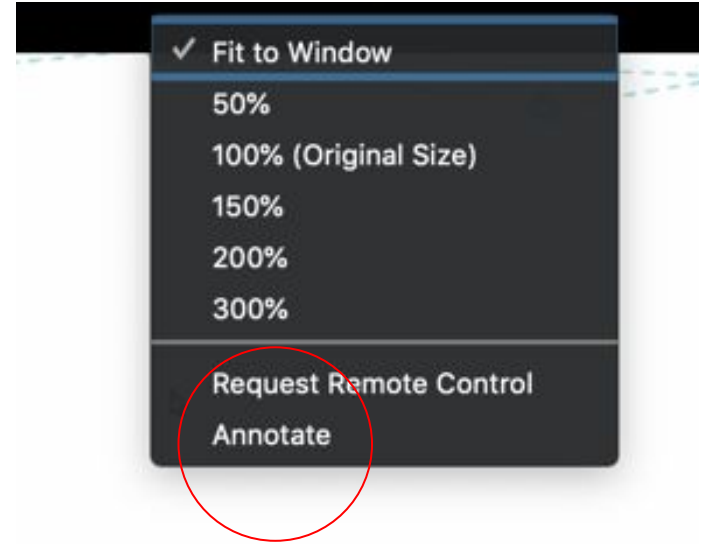 Fit to Window
50%
100% (Original Size)
150%
200%
300%
Request Remote Control
Annotate